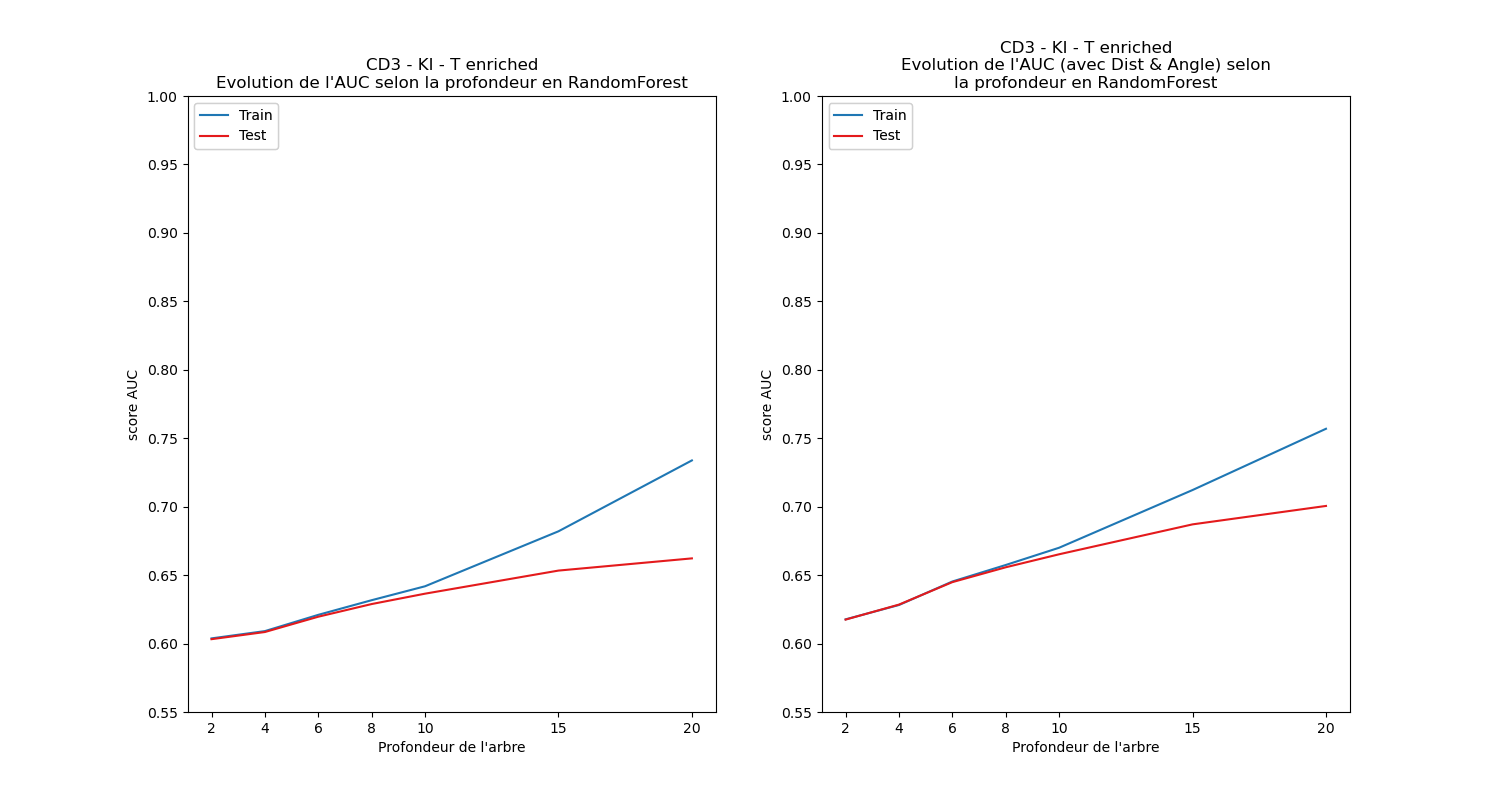 CD3 - KI - T enriched
Evolution de l'AUC selon la profondeur en RandomForest
1.00
0.95
0.90
0.85
0.80
0.75
0.70
0.65
0.60
0.55
score AUC
Train
Test
2 4 6 8 10 15 20
Profondeur de l'arbre
CD3 - KI - T enriched
Evolution de l'AUC (avec Dist & Angle) selon
la profondeur en RandomForest
1.00
0.95
0.90
0.85
0.80
0.75
0.70
0.65
0.60
0.55
score AUC
Train
Test
2 4 6 8 10 15 20
Profondeur de l'arbre